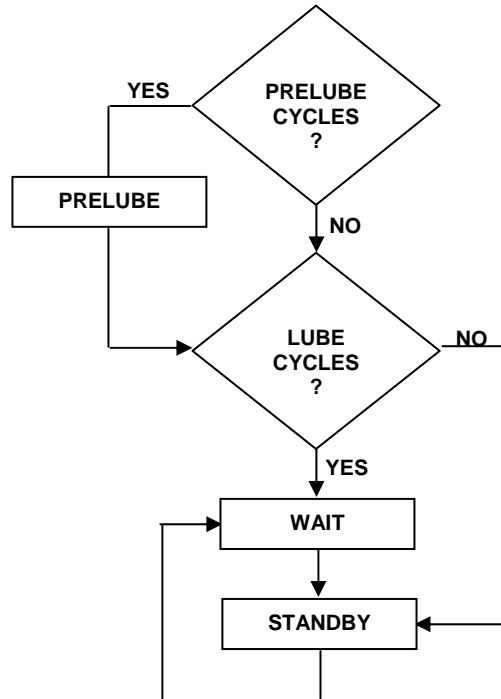 PRELUBE
CYCLES
?
YES
PRELUBE
NO
LUBE
CYCLES
?
NO
YES
WAIT
STANDBY